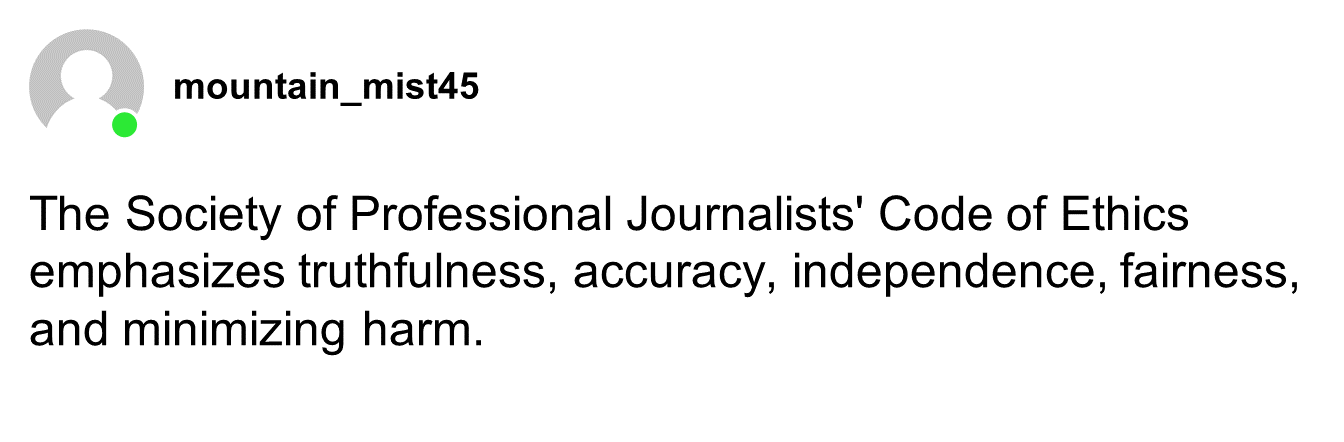 mountain_mist45
The Society of Professional Journalists' Code of Ethics
emphasizes truthfulness, accuracy, independence, fairness,
and minimizing harm.